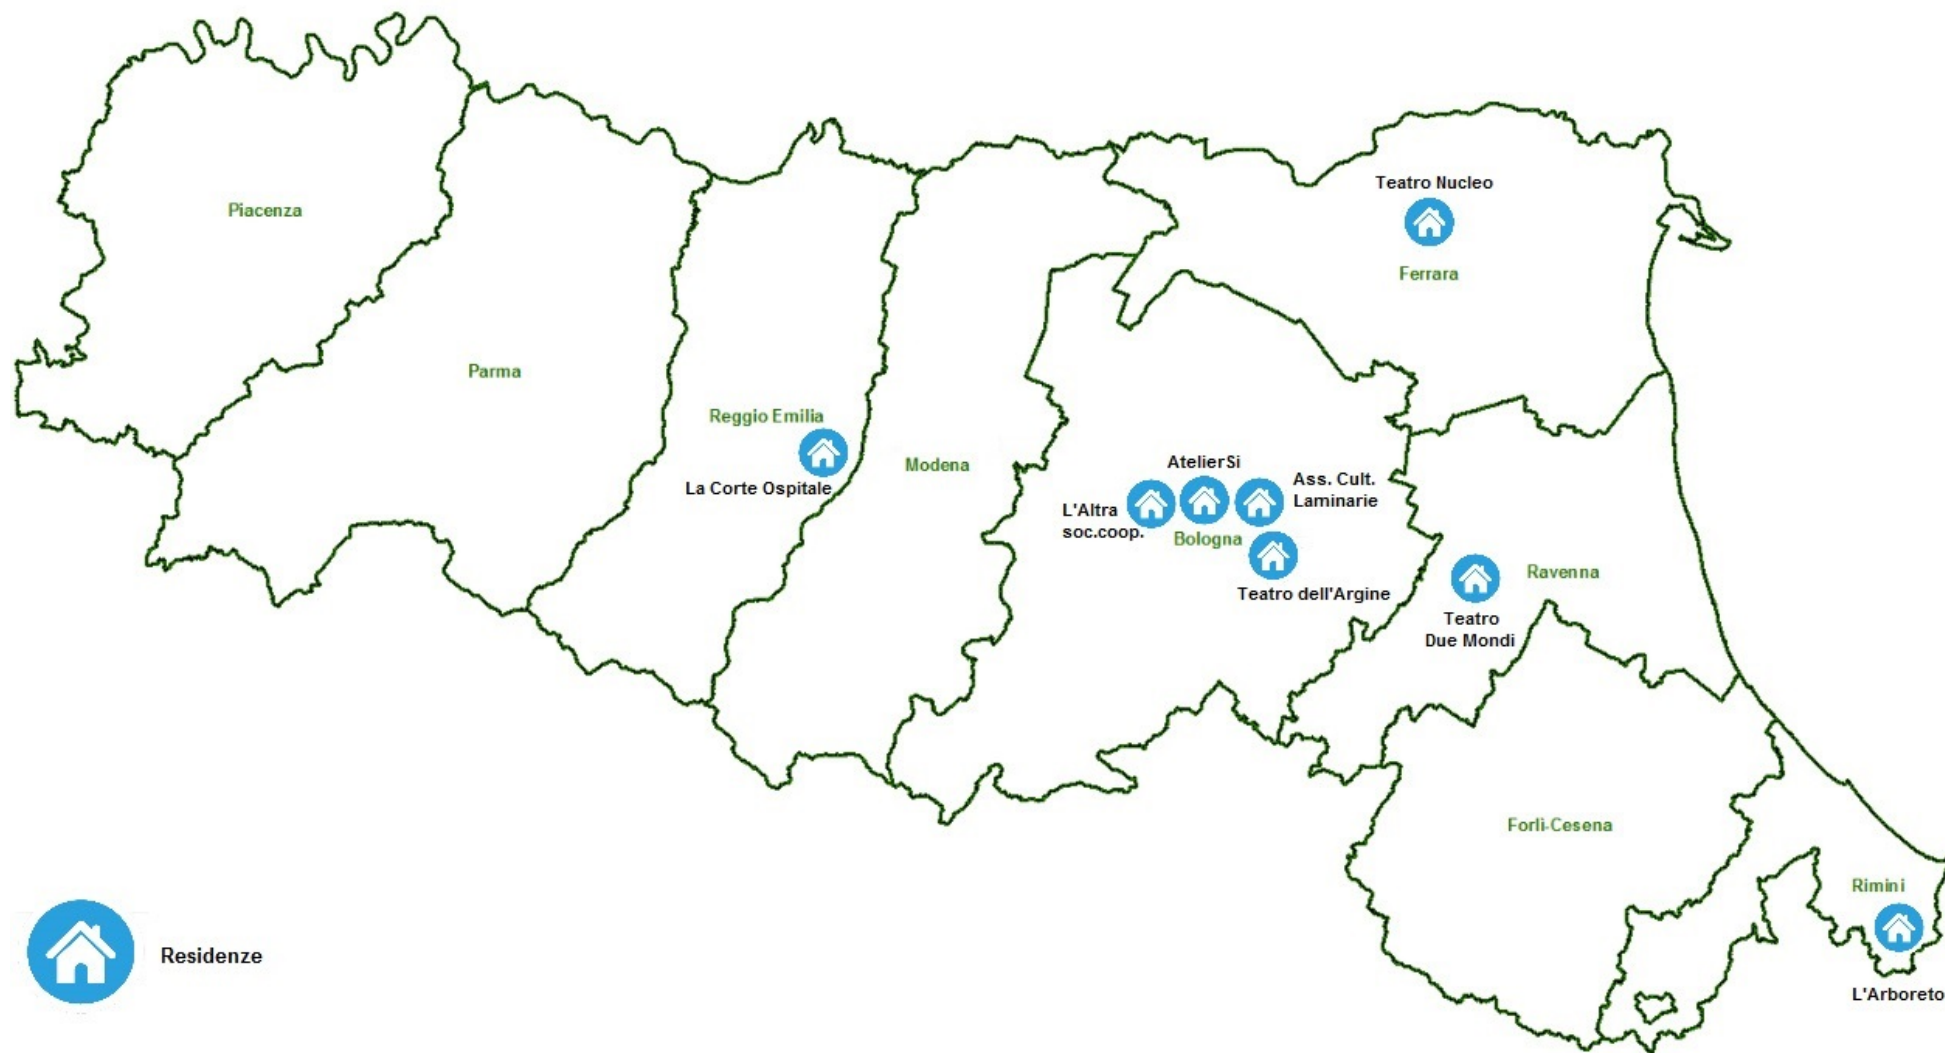 Teatro Nucleo
Piacenza
Ferrara
Parma
Reggio Emilia
La Corte Ospitale
Modena
AtelierSi
Ass. Cult.
Laminarie
L'Altra
soc.coop.
Bologna
Teatro dell'Argine
Ravenna
Teatro
Due Mondi
Forlì-Cesena
Rimini
L'Arboreto
Residenze